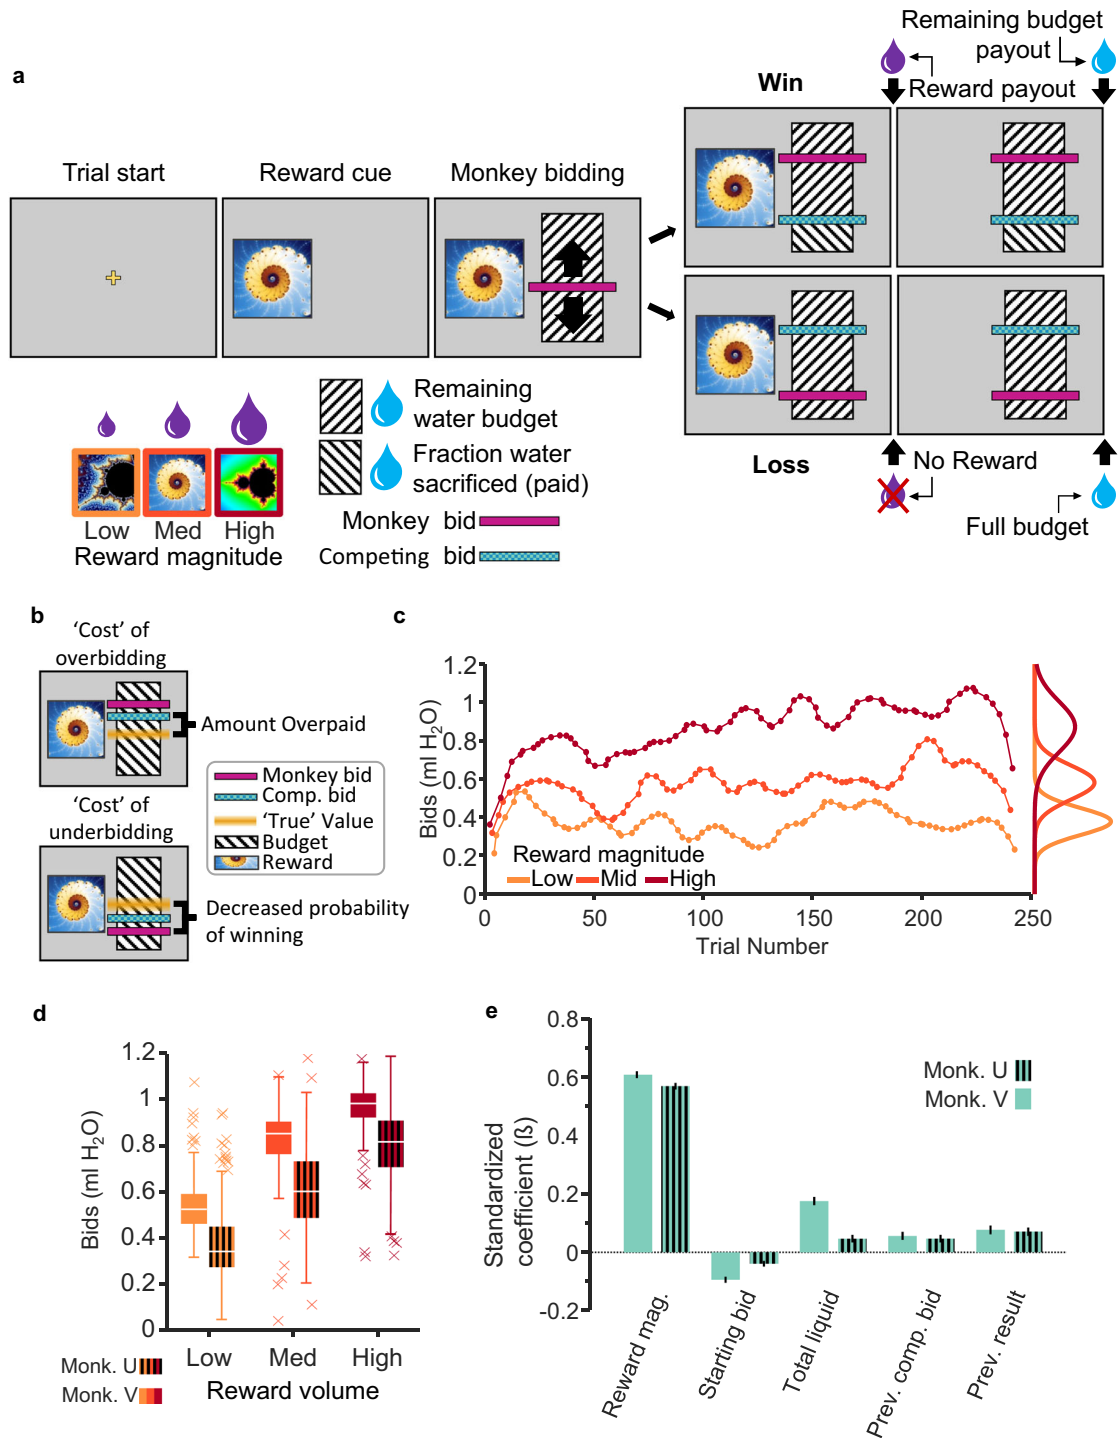 a
Trial start
Reward cue
Monkey bidding
Win
Remaining budget
payout
Reward payout
Loss
No Reward
Full budget
Low
Med
High
Reward magnitude
Remaining
water budget
Fraction water
sacrificed (paid)
Monkey bid
Competing bid
b
‘Cost’ of
overbidding
Amount Overpaid
Monkey bid
Comp. bid
‘True’ Value
Budget
Reward
‘Cost’ of
underbidding
Decreased probability
of winning
c
Bids (ml H₂O)
1.2
1
0.8
0.6
0.4
0.2
0
Reward magnitude
Low Mid High
0 50 100 150 200 250
Trial Number
d
Bids (ml H₂O)
1.2
1
0.8
0.6
0.4
0.2
0
Low Med High
Reward volume
Monk. U
Monk. V
e
Standardized
coefficient (ß)
0.8
0.6
0.4
0.2
0
-0.2
Monk. U
Monk. V
Reward mag.
Starting bid
Total liquid
Prev. comp. bid
Prev. result